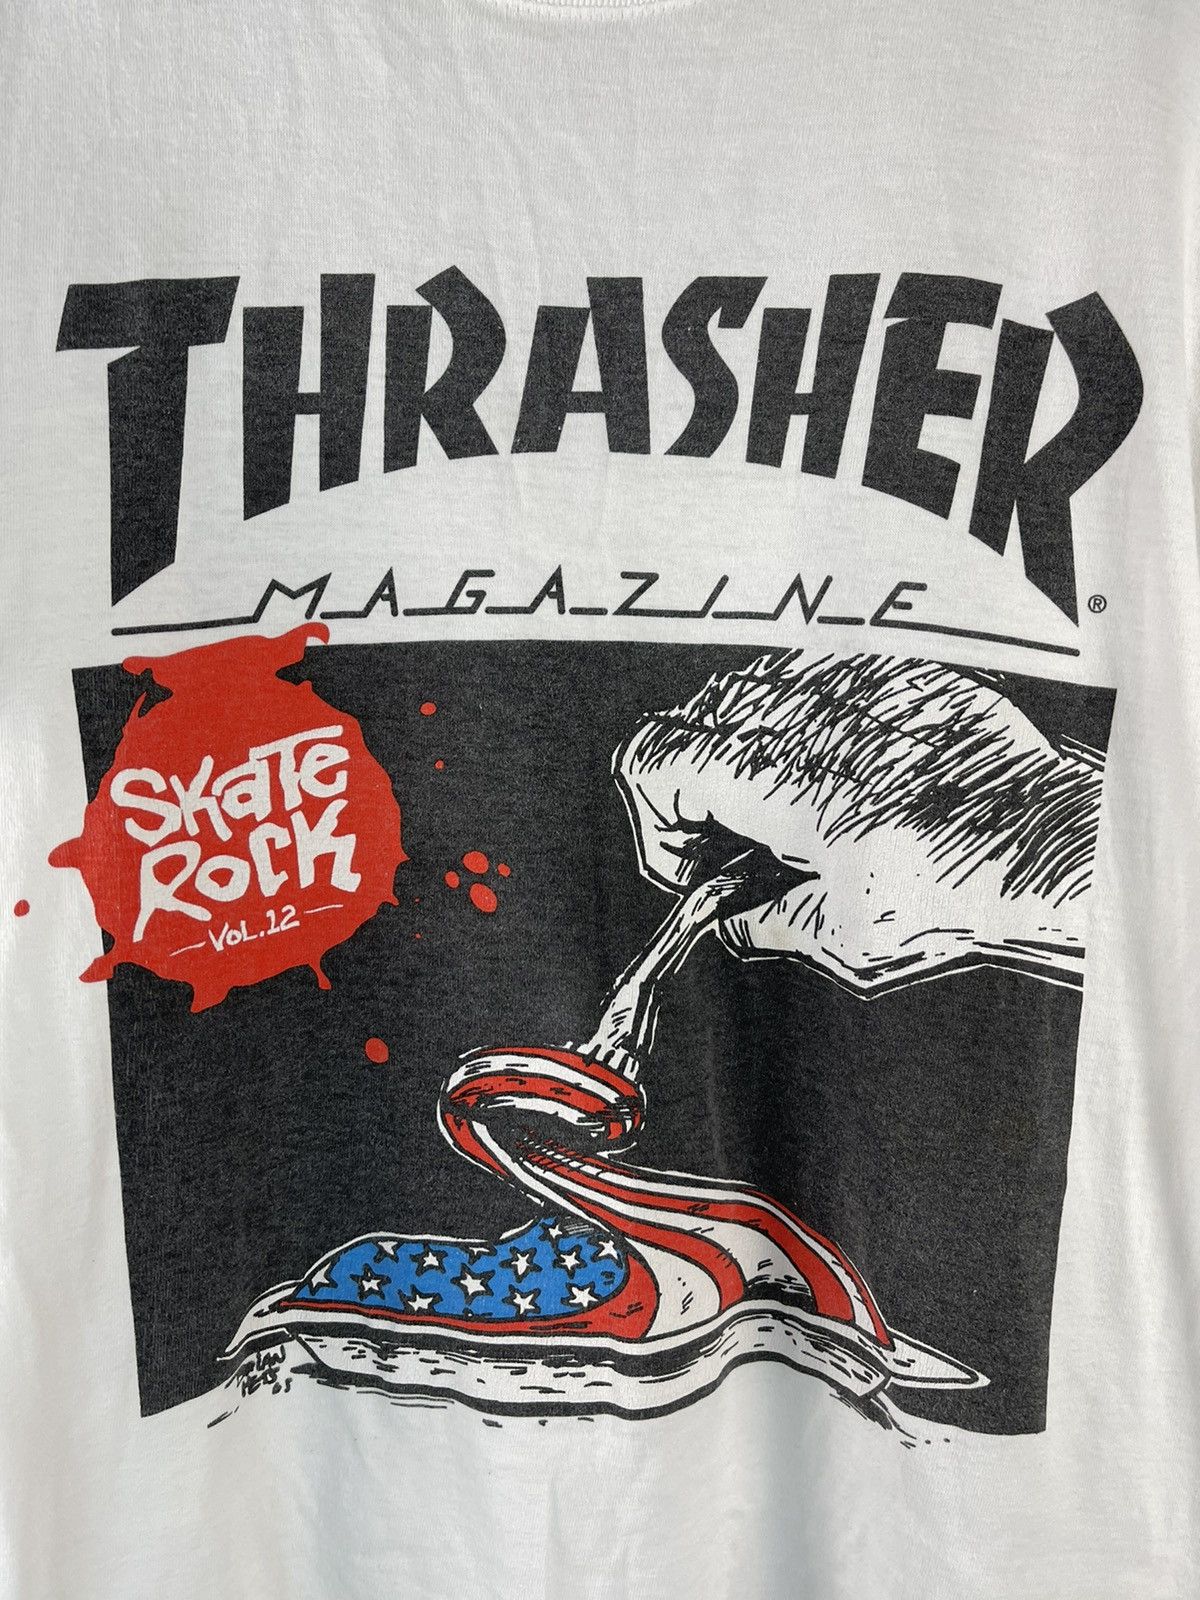 THRASHER
MAGAZINE®
SKATE
ROCK
VOL.12